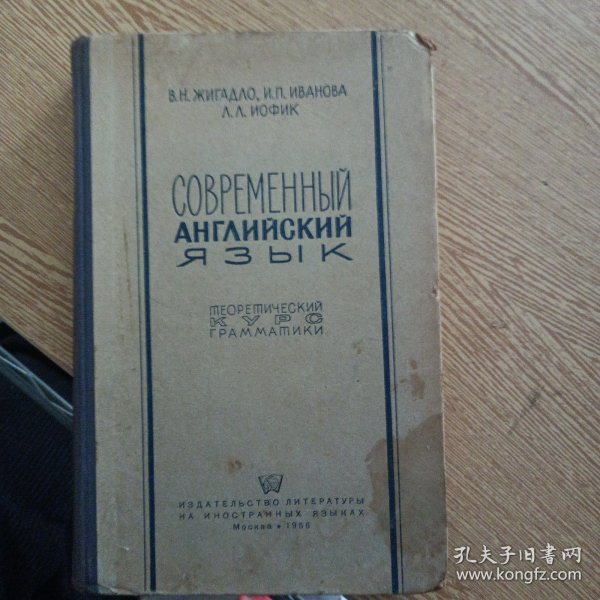 В.Н. ЖИГАДЛО, И.П. ИВАНОВА
Л.Л. ИОФИК
СОВРЕМЕННЫЙ
АНГЛИЙСКИЙ
ЯЗЫК
ТЕОРЕТИЧЕСКИЙ
КУРС
ГРАММАТИКИ
ИЗДАТЕЛЬСТВО ЛИТЕРАТУРЫ
НА ИНОСТРАННЫХ ЯЗЫКАХ
Москва • 1956
孔夫子旧书网
www.kongfz.com